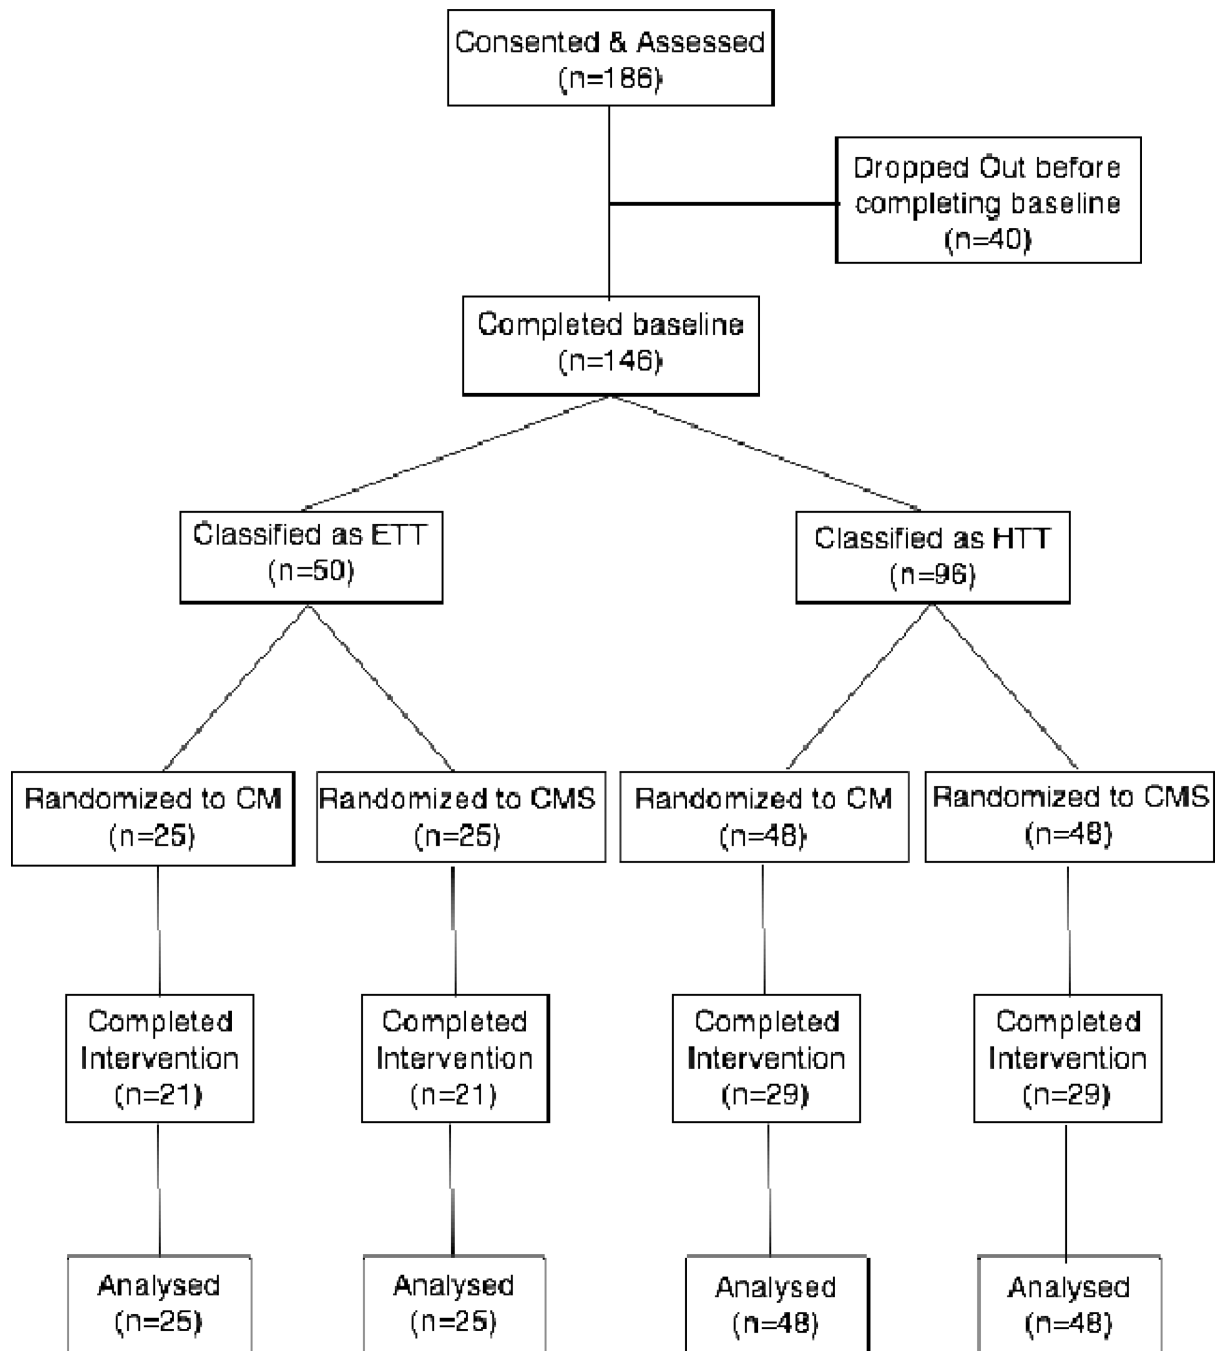 Consented & Assessed
(n=186)
Dropped Out before
completing baseline
(n=40)
Completed baseline
(n=146)
Classified as ETT
(n=50)
Classified as HTT
(n=96)
Randomized to CM
(n=25)
Randomized to CMS
(n=25)
Randomized to CM
(n=48)
Randomized to CMS
(n=48)
Completed
Intervention
(n=21)
Completed
Intervention
(n=21)
Completed
Intervention
(n=29)
Completed
Intervention
(n=29)
Analysed
(n=25)
Analysed
(n=25)
Analysed
(n=48)
Analysed
(n=48)